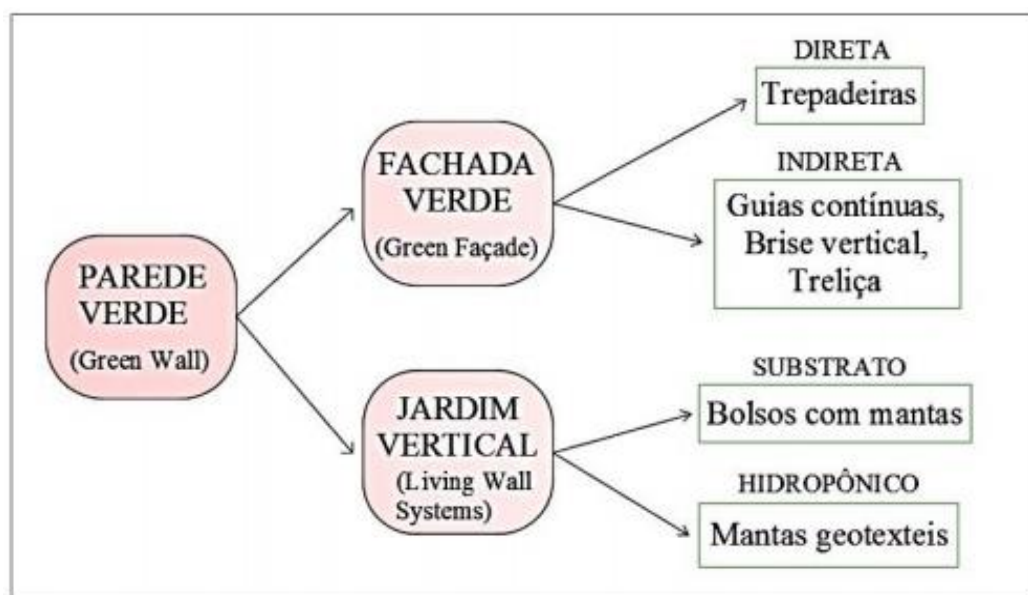 PAREDE
VERDE
(Green Wall)
FACHADA
VERDE
(Green Façade)
DIRETA
Trepadeiras
INDIRETA
Guias contínuas,
Brise vertical,
Treliça
JARDIM
VERTICAL
(Living Wall
Systems)
SUBSTRATO
Bolsos com mantas
HIDROPÔNICO
Mantas geotexteis